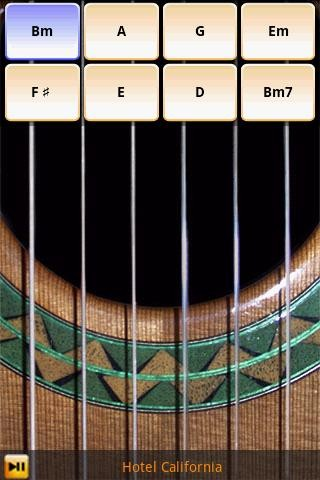 Bm A G Em
F♯ E D Bm7
Hotel California